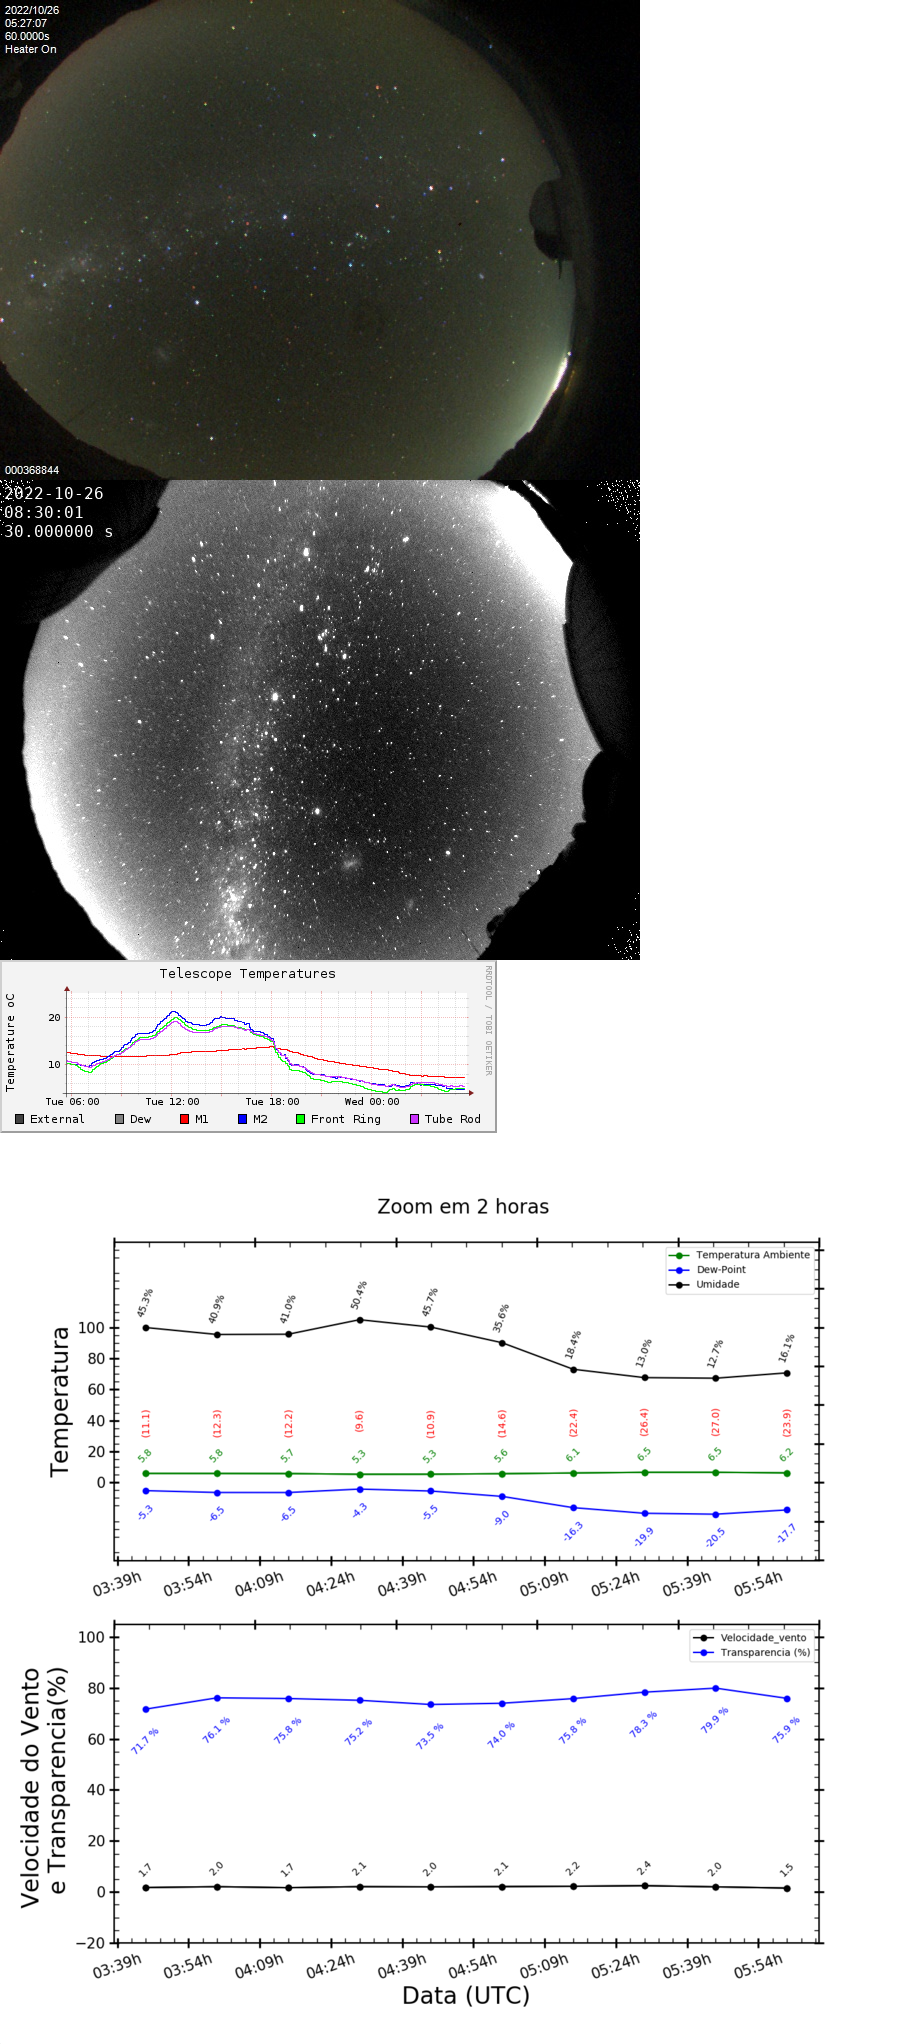 2022/10/26
05:27:07
60.0000s
Heater On
000368844
2022-10-26
08:30:01
30.000000 s
Telescope Temperatures
Temperature oC
20
10
Tue 06:00 Tue 12:00 Tue 18:00 Wed 00:00
External Dew M1 M2 Front Ring Tube Rod
RRDTOOL / TOBI OETIKER
Zoom em 2 horas
Temperatura
Temperatura Ambiente
Dew-Point
Umidade
100
80
60
40
20
0
45.3% 40.9% 41.0% 50.4% 45.7% 35.6% 18.4% 13.0% 12.7% 16.1%
(11.1) (12.3) (12.2) (9.6) (10.9) (14.6) (22.4) (26.4) (27.0) (23.9)
5.8 5.8 5.7 5.3 5.3 5.6 6.1 6.5 6.5 6.2
-5.3 -6.5 -6.5 -4.3 -5.5 -9.0 -16.3 -19.9 -20.5 -17.7
03:39h 03:54h 04:09h 04:24h 04:39h 04:54h 05:09h 05:24h 05:39h 05:54h
Velocidade do Vento
e Transparencia(%)
Velocidade_vento
Transparencia (%)
100
80
60
40
20
0
−20
71.7 % 76.1 % 75.8 % 75.2 % 73.5 % 74.0 % 75.8 % 78.3 % 79.9 % 75.9 %
1.7 2.0 1.7 2.1 2.0 2.1 2.2 2.4 2.0 1.5
03:39h 03:54h 04:09h 04:24h 04:39h 04:54h 05:09h 05:24h 05:39h 05:54h
Data (UTC)